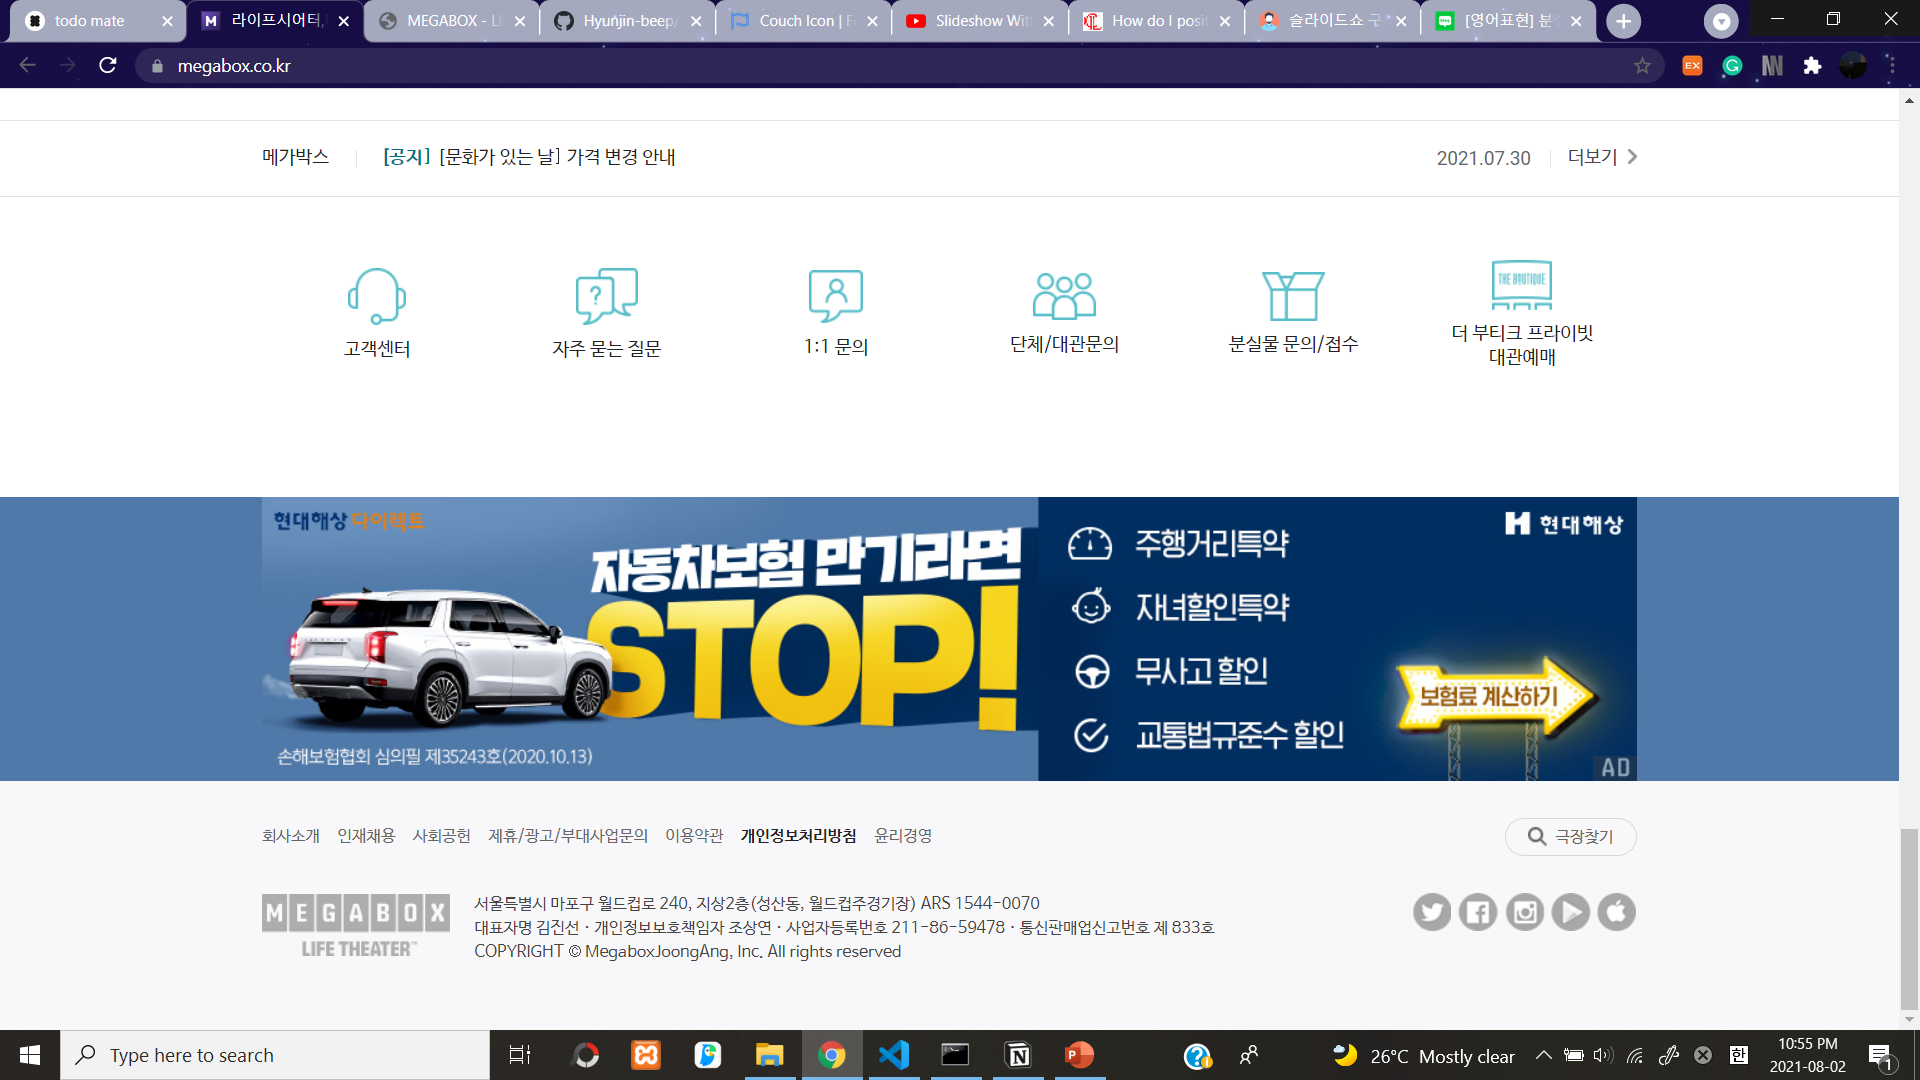 todo mate
라이프시어터,
MEGABOX - L
Hyunjin-beep/
Couch Icon | F
Slideshow Wit
How do I posit
슬라이드쇼 구
[영어표현] 분
megabox.co.kr
메가박스 [공지] [문화가 있는 날] 가격 변경 안내 2021.07.30 더보기
고객센터
자주 묻는 질문
1:1 문의
단체/대관문의
분실물 문의/접수
THE BOUTIQUE
더 부티크 프라이빗
대관예매
현대해상 다이렉트
자동차보험 만기라면
STOP!
손해보험협회 심의필 제35243호(2020.10.13)
현대해상
주행거리특약
자녀할인특약
무사고 할인
교통법규준수 할인
보험료 계산하기
AD
회사소개 인재채용 사회공헌 제휴/광고/부대사업문의 이용약관 개인정보처리방침 윤리경영
극장찾기
MEGABOX
LIFE THEATER™
서울특별시 마포구 월드컵로 240, 지상2층(성산동, 월드컵주경기장) ARS 1544-0070
대표자명 김진선 · 개인정보보호책임자 조상연 · 사업자등록번호 211-86-59478 · 통신판매업신고번호 제 833호
COPYRIGHT © MegaboxJoongAng, Inc. All rights reserved
Type here to search
26°C Mostly clear
한
10:55 PM
2021-08-02
1